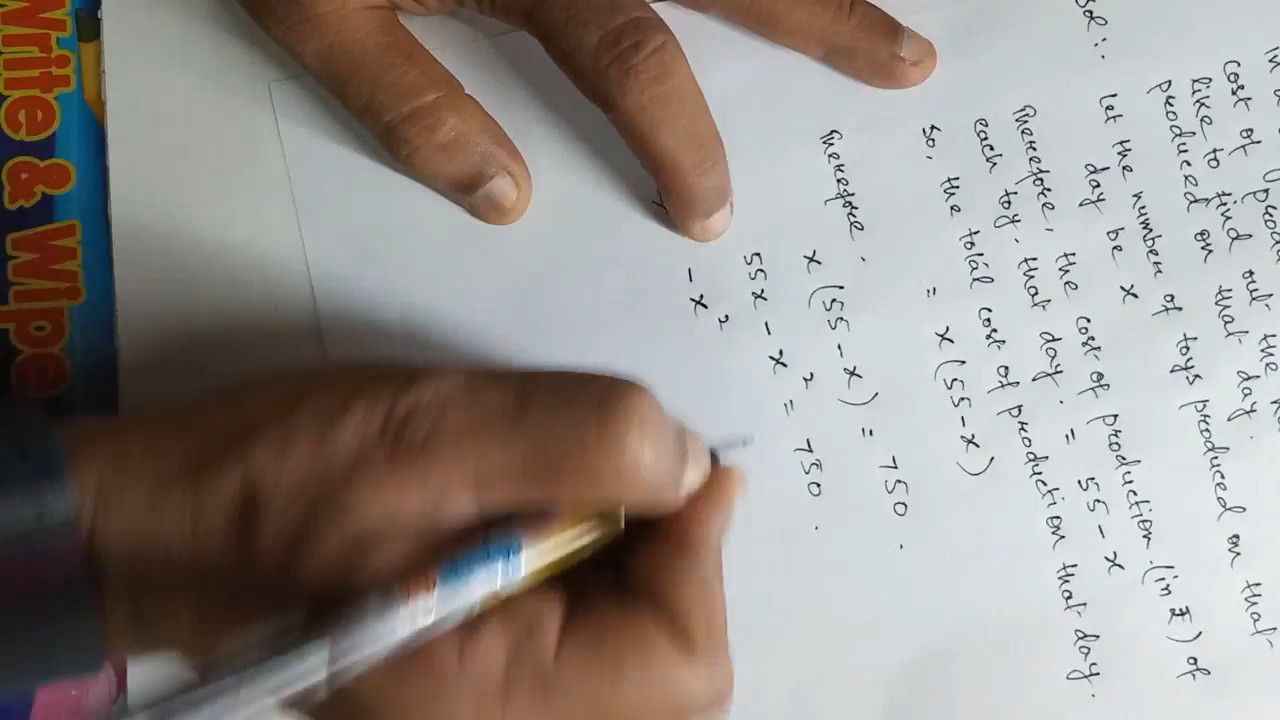 cost of
like to find out the
produced on that day.
Let the number of toys produced on that
day be x
Therefore, the cost of production (in ₹) of
each toy that day. = 55 - x
So, the total cost of production that day.
= x (55 - x)
Therefore.
x (55 - x) = 750.
55x - x² = 750.
- x²
Write & Wipe